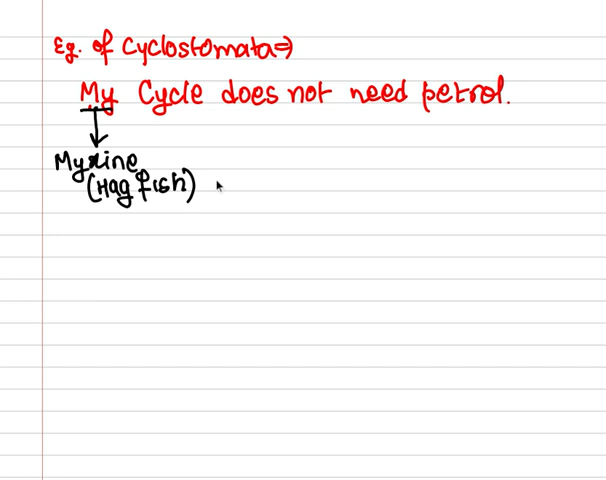 Eg. of Cyclostomata⇒
My Cycle does not need petrol.
Myxine
(Hag fish)